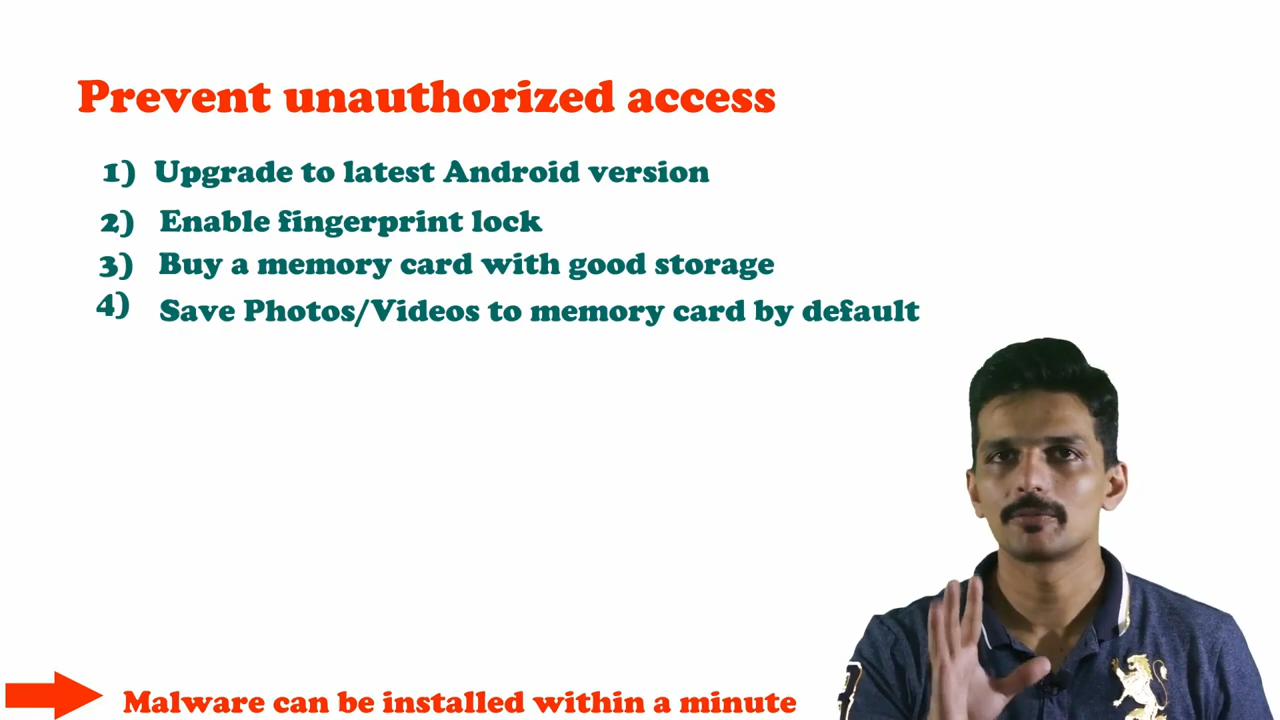 Prevent unauthorized access
1) Upgrade to latest Android version
2) Enable fingerprint lock
3) Buy a memory card with good storage
4) Save Photos/Videos to memory card by default
Malware can be installed within a minute